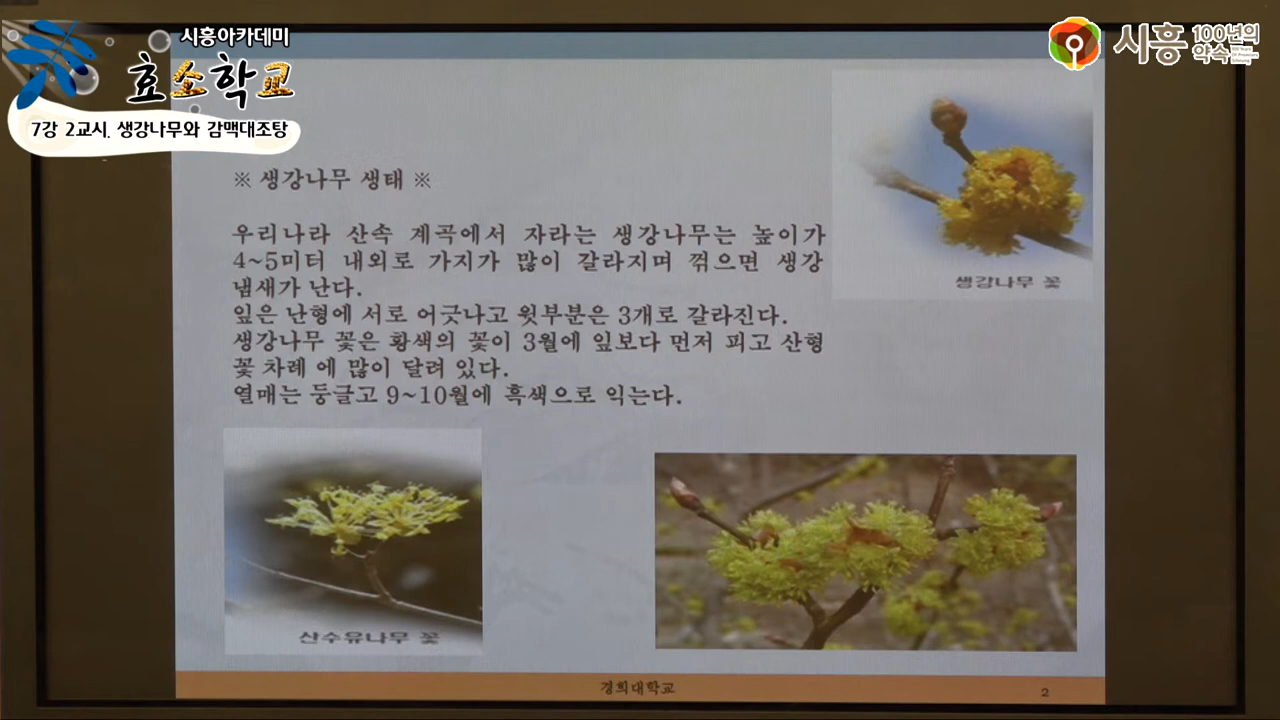 시흥아카데미
효소학교
7강 2교시. 생강나무와 감맥대조탕
시흥 100년의 약속
※ 생강나무 생태 ※
우리나라 산속 계곡에서 자라는 생강나무는 높이가
4~5미터 내외로 가지가 많이 갈라지며 꺾으면 생강
냄새가 난다.
잎은 난형에 서로 어긋나고 윗부분은 3개로 갈라진다.
생강나무 꽃은 황색의 꽃이 3월에 잎보다 먼저 피고 산형
꽃 차례 에 많이 달려 있다.
열매는 둥글고 9~10월에 흑색으로 익는다.
생강나무 꽃
산수유나무 꽃
경희대학교
2